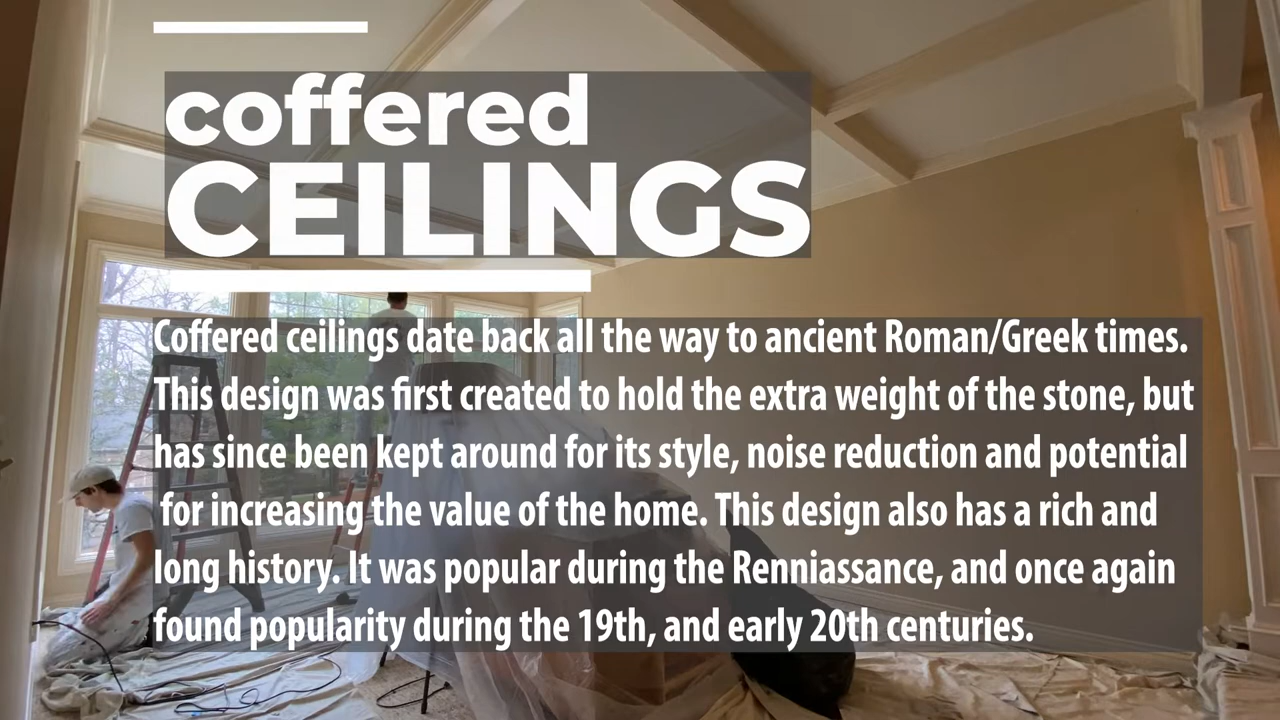 coffered
CEILINGS
Coffered ceilings date back all the way to ancient Roman/Greek times.
This design was first created to hold the extra weight of the stone, but
has since been kept around for its style, noise reduction and potential
for increasing the value of the home. This design also has a rich and
long history. It was popular during the Renniassance, and once again
found popularity during the 19th, and early 20th centuries.